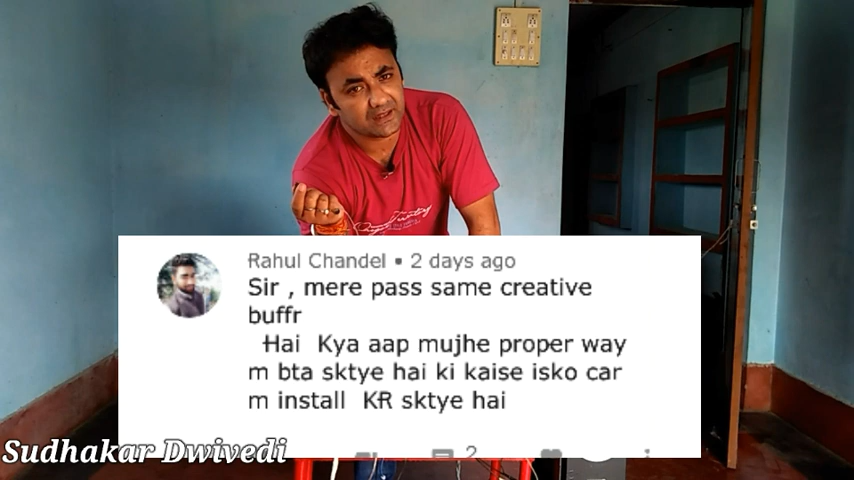 Rahul Chandel • 2 days ago
Sir , mere pass same creative
buffr
Hai Kya aap mujhe proper way
m bta sktye hai ki kaise isko car
m install KR sktye hai
2
Sudhakar Dwivedi